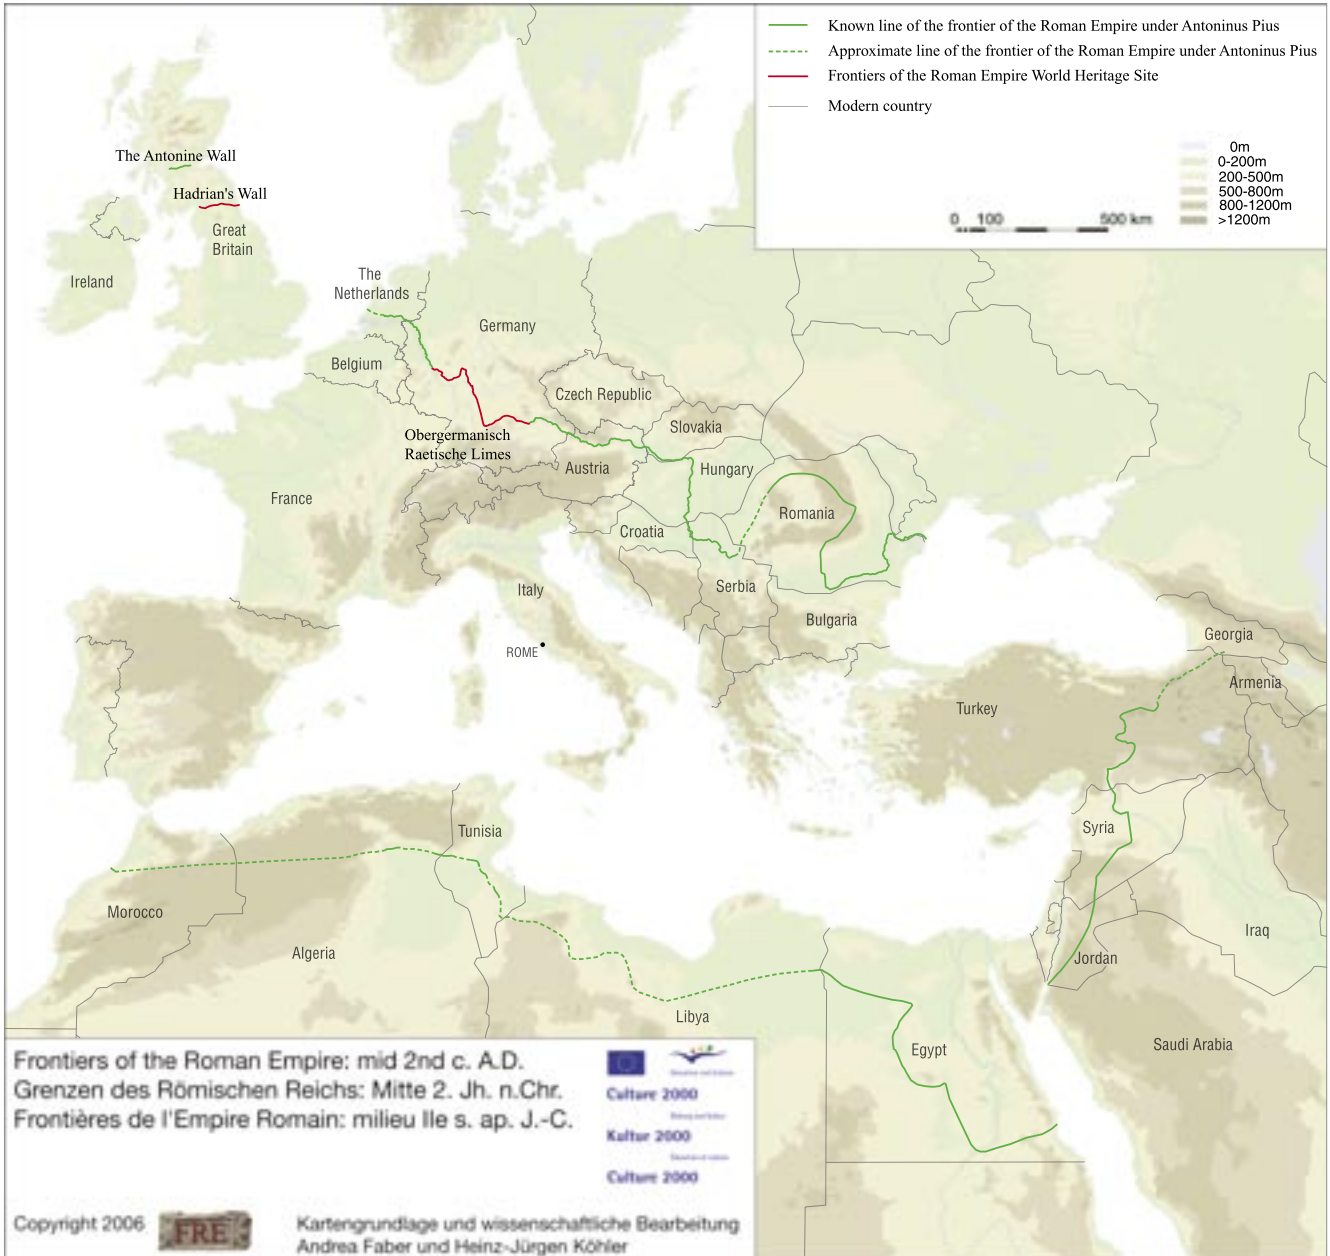 Known line of the frontier of the Roman Empire under Antoninus Pius
Approximate line of the frontier of the Roman Empire under Antoninus Pius
Frontiers of the Roman Empire World Heritage Site
Modern country
0m
0-200m
200-500m
500-800m
800-1200m
>1200m
0 100 500 km
The Antonine Wall
Hadrian's Wall
Great
Britain
Ireland
The
Netherlands
Germany
Belgium
Czech Republic
Slovakia
Obergermanisch
Raetische Limes
Austria
Hungary
France
Romania
Croatia
Italy
Serbia
Bulgaria
ROME
Georgia
Armenia
Turkey
Tunisia
Syria
Morocco
Algeria
Iraq
Jordan
Libya
Egypt
Saudi Arabia
Frontiers of the Roman Empire: mid 2nd c. A.D.
Grenzen des Römischen Reichs: Mitte 2. Jh. n.Chr.
Frontières de l'Empire Romain: milieu IIe s. ap. J.-C.
Culture 2000
Kultur 2000
Culture 2000
Copyright 2006
FRE
Kartengrundlage und wissenschaftliche Bearbeitung
Andrea Faber und Heinz-Jürgen Köhler